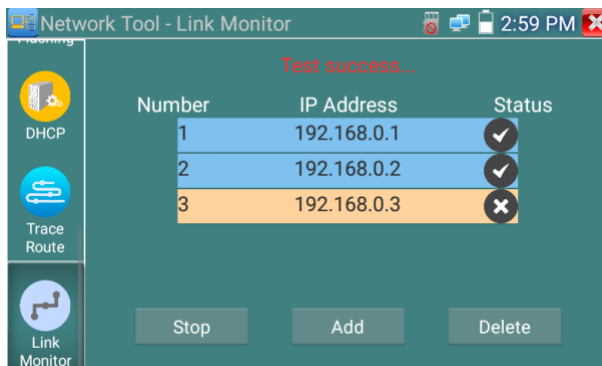 Network Tool - Link Monitor 2:59 PM
Flushing
Test success...
Number IP Address Status
1 192.168.0.1
2 192.168.0.2
3 192.168.0.3
DHCP
Trace
Route
Link
Monitor
Stop Add Delete